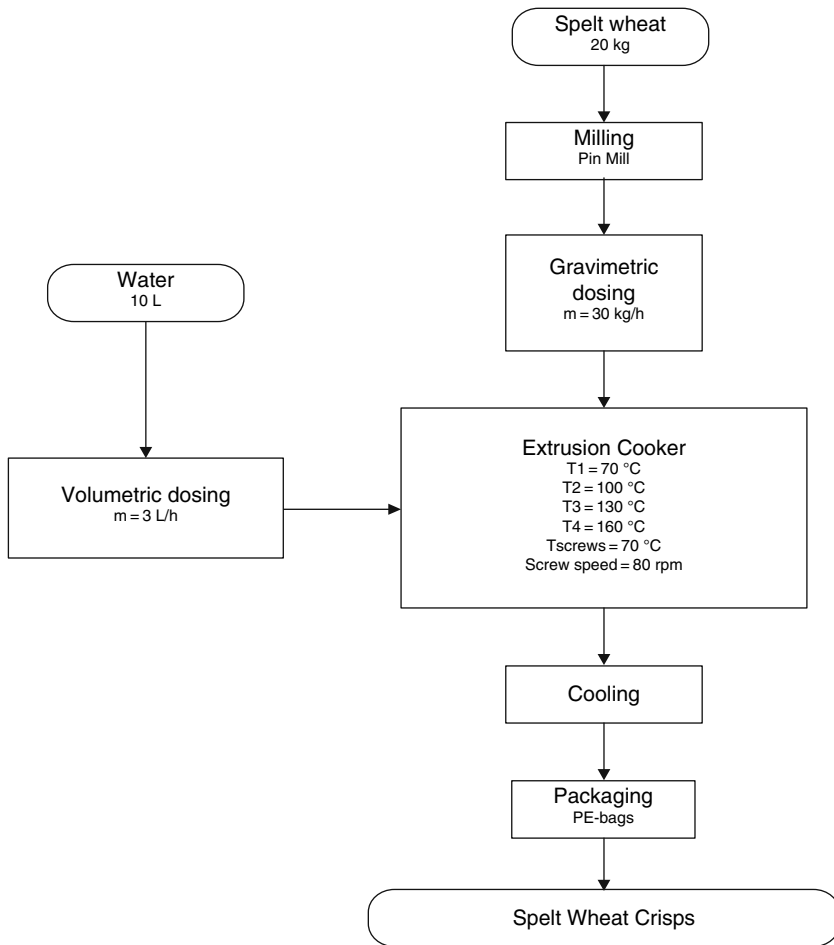 Spelt wheat
20 kg
Milling
Pin Mill
Gravimetric
dosing
m = 30 kg/h
Water
10 L
Volumetric dosing
m = 3 L/h
Extrusion Cooker
T1 = 70 °C
T2 = 100 °C
T3 = 130 °C
T4 = 160 °C
Tscrews = 70 °C
Screw speed = 80 rpm
Cooling
Packaging
PE-bags
Spelt Wheat Crisps